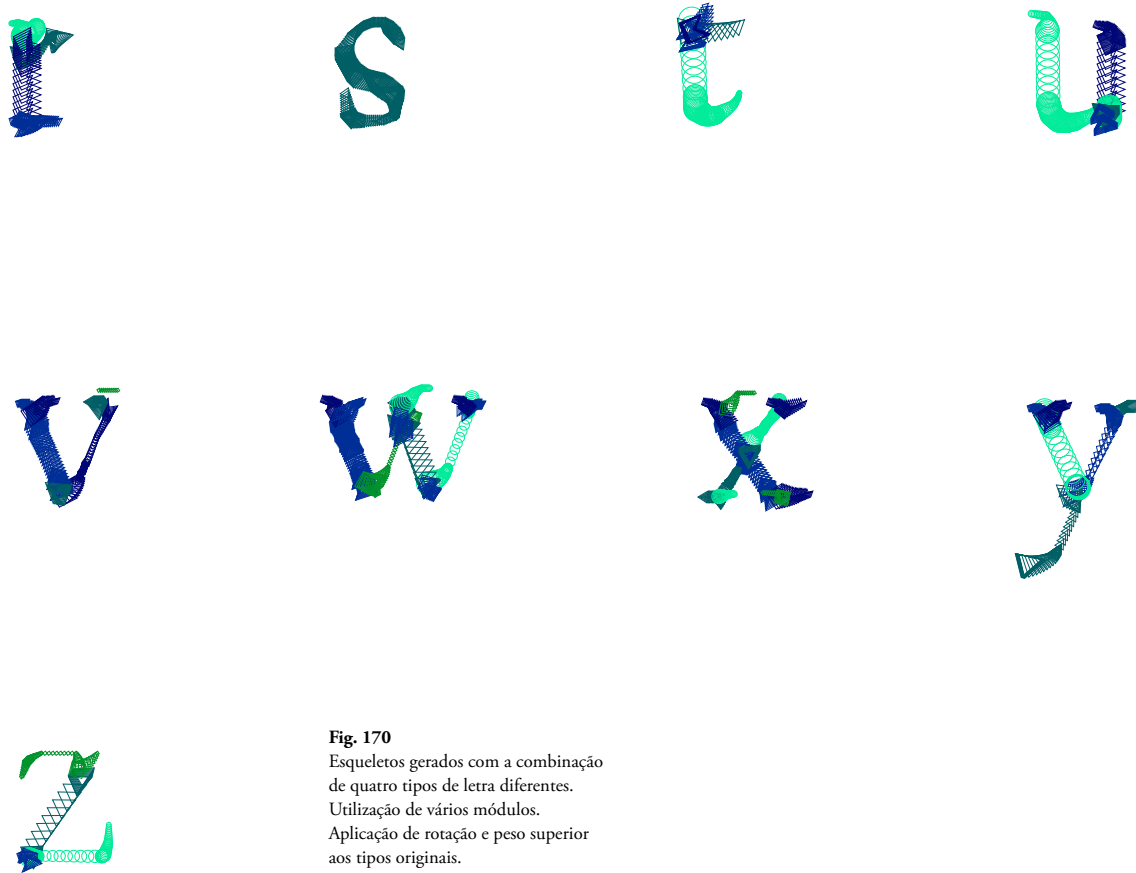 r s t u
v w x y
z
Fig. 170
Esqueletos gerados com a combinação
de quatro tipos de letra diferentes.
Utilização de vários módulos.
Aplicação de rotação e peso superior
aos tipos originais.